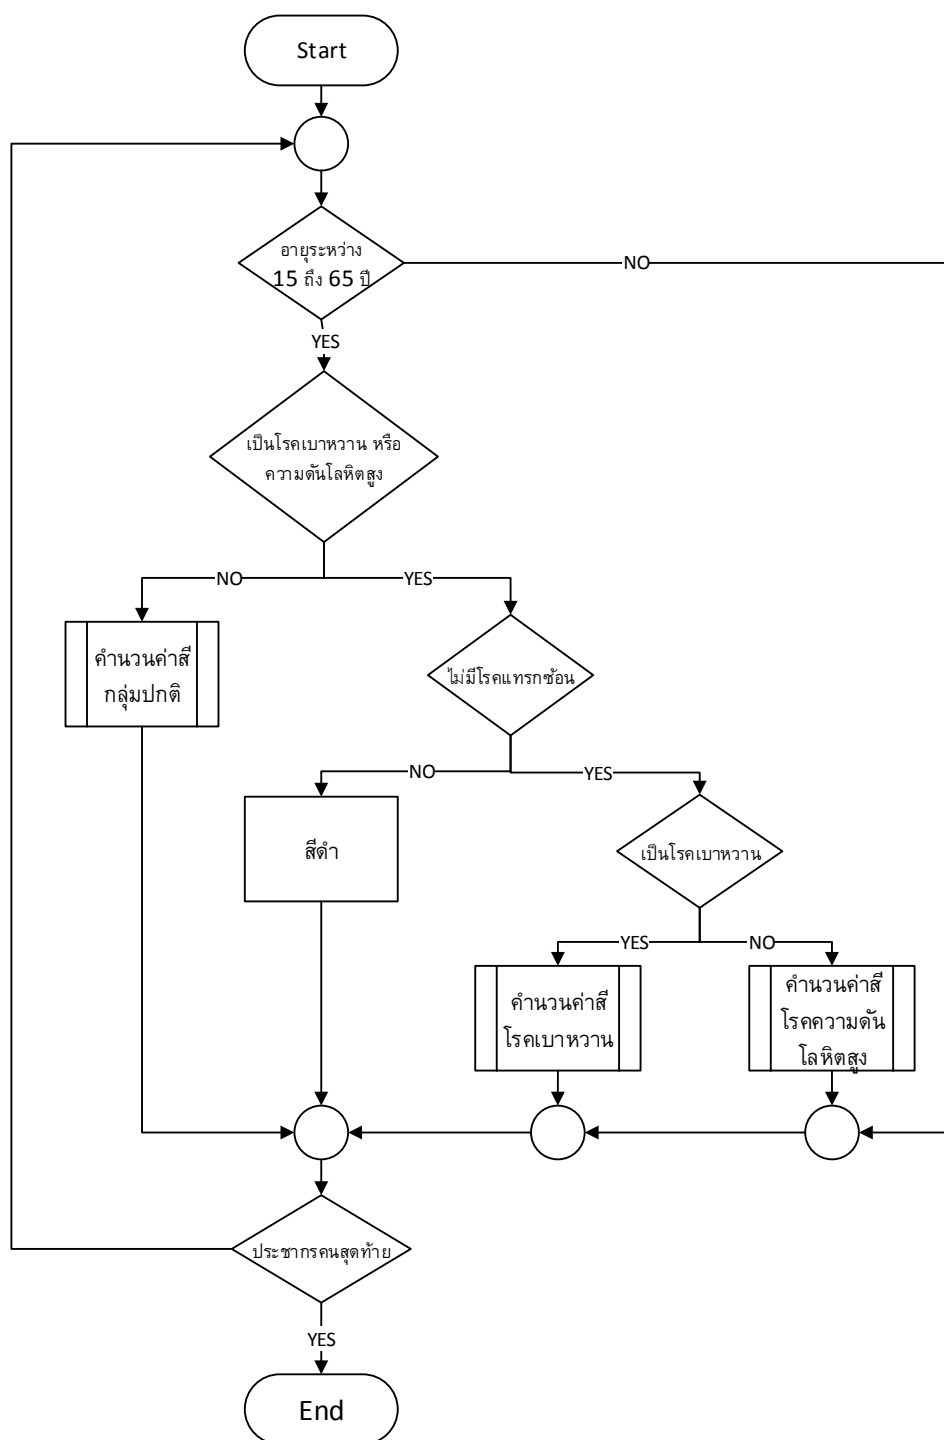 Start
อายุระหว่าง
15 ถึง 65 ปี
NO
YES
เป็นโรคเบาหวาน หรือ
ความดันโลหิตสูง
NO
YES
คำนวนค่าสี
กลุ่มปกติ
ไม่มีโรคแทรกซ้อน
NO
YES
สีดำ
เป็นโรคเบาหวาน
YES
NO
คำนวนค่าสี
โรคเบาหวาน
คำนวนค่าสี
โรคความดัน
โลหิตสูง
ประชากรคนสุดท้าย
YES
End